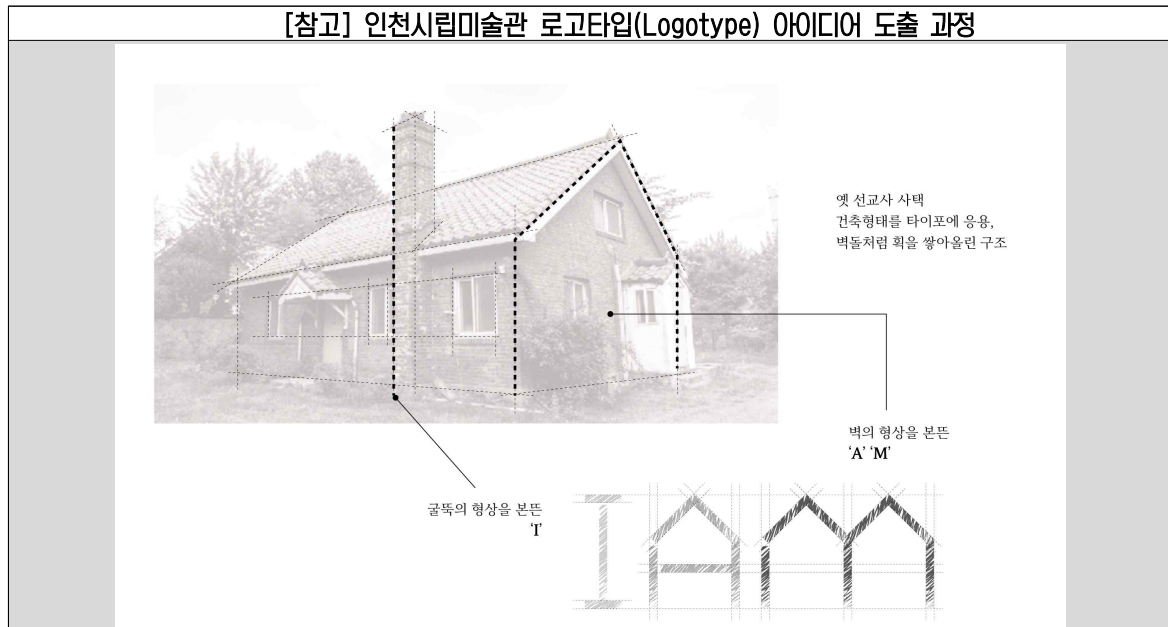 [참고] 인천시립미술관 로고타입(Logotype) 아이디어 도출 과정
옛 선교사 사택
건축형태를 타이포에 응용,
벽돌처럼 획을 쌓아올린 구조
벽의 형상을 본뜬
‘A’ ‘M’
굴뚝의 형상을 본뜬
‘I’
IAM